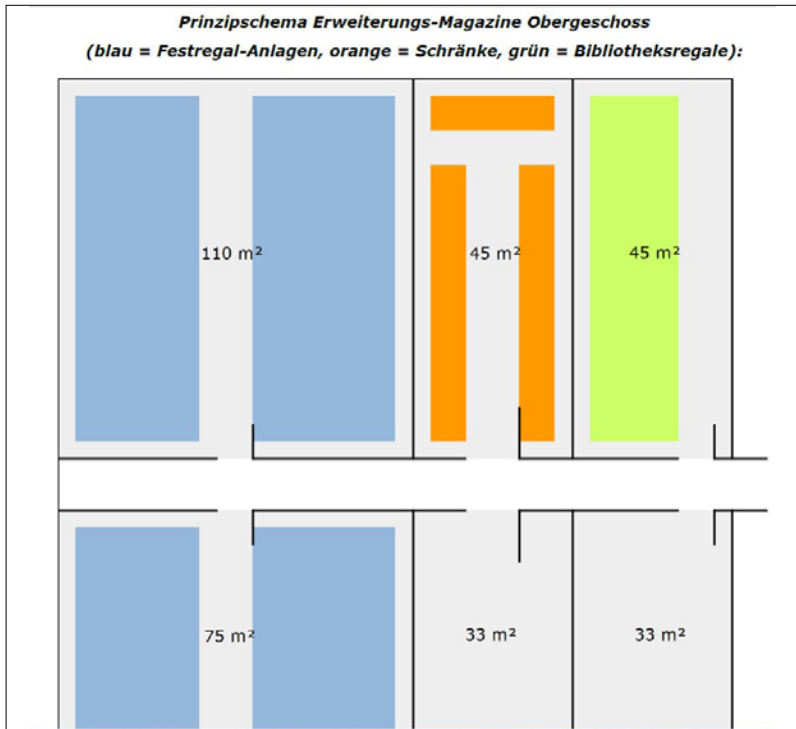 Prinzipschema Erweiterungs-Magazine Obergeschoss
(blau = Festregal-Anlagen, orange = Schränke, grün = Bibliotheksregale):
110 m²
45 m²
45 m²
75 m²
33 m²
33 m²